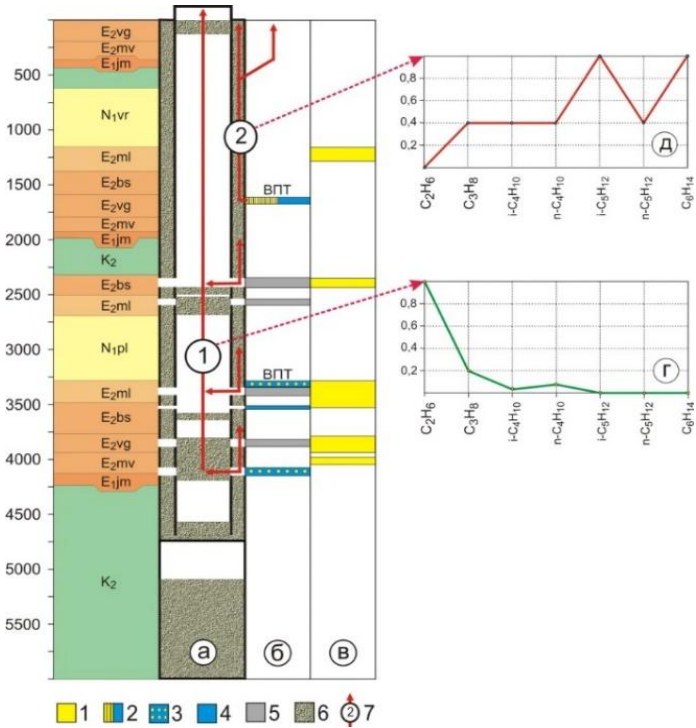 E₂vg
E₂mv
E₁jm
500
N₁vr
1000
E₂ml
1500
E₂bs
E₂vg
E₂mv
2000
E₁jm
K₂
E₂bs
2500
E₂ml
3000
N₁pl
E₂ml
3500
E₂bs
E₂vg
4000
E₂mv
E₁jm
4500
5000
K₂
5500
2
ВПТ
1
ВПТ
а
б
в
0,8
0,6
0,4
0,2
д
C₂H₆
C₃H₈
i-C₄H₁₀
n-C₄H₁₀
i-C₅H₁₂
n-C₅H₁₂
C₆H₁₄
0,8
0,6
0,4
0,2
г
C₂H₆
C₃H₈
i-C₄H₁₀
n-C₄H₁₀
i-C₅H₁₂
n-C₅H₁₂
C₆H₁₄
1 2 3 4 5 6 2 7